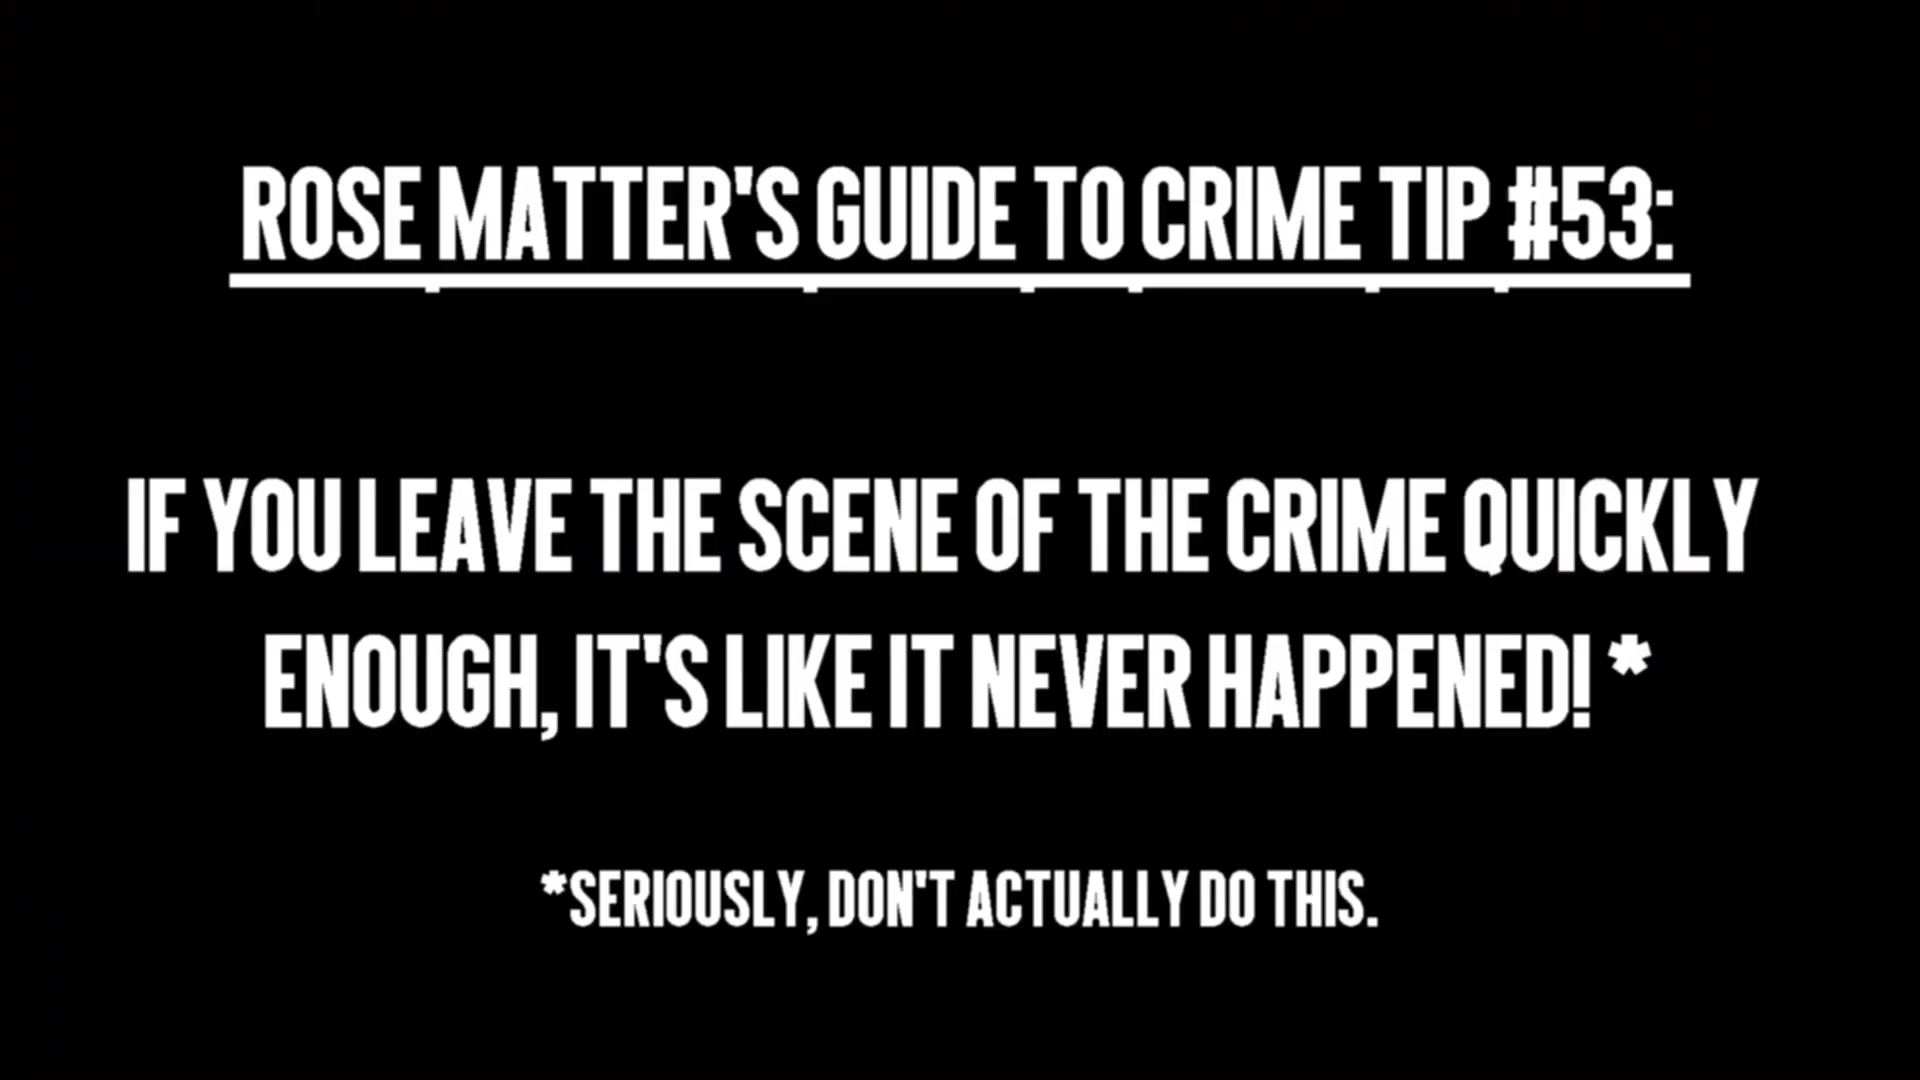 ROSE MATTER'S GUIDE TO CRIME TIP #53:
IF YOU LEAVE THE SCENE OF THE CRIME QUICKLY
ENOUGH, IT'S LIKE IT NEVER HAPPENED! *
*SERIOUSLY, DON'T ACTUALLY DO THIS.